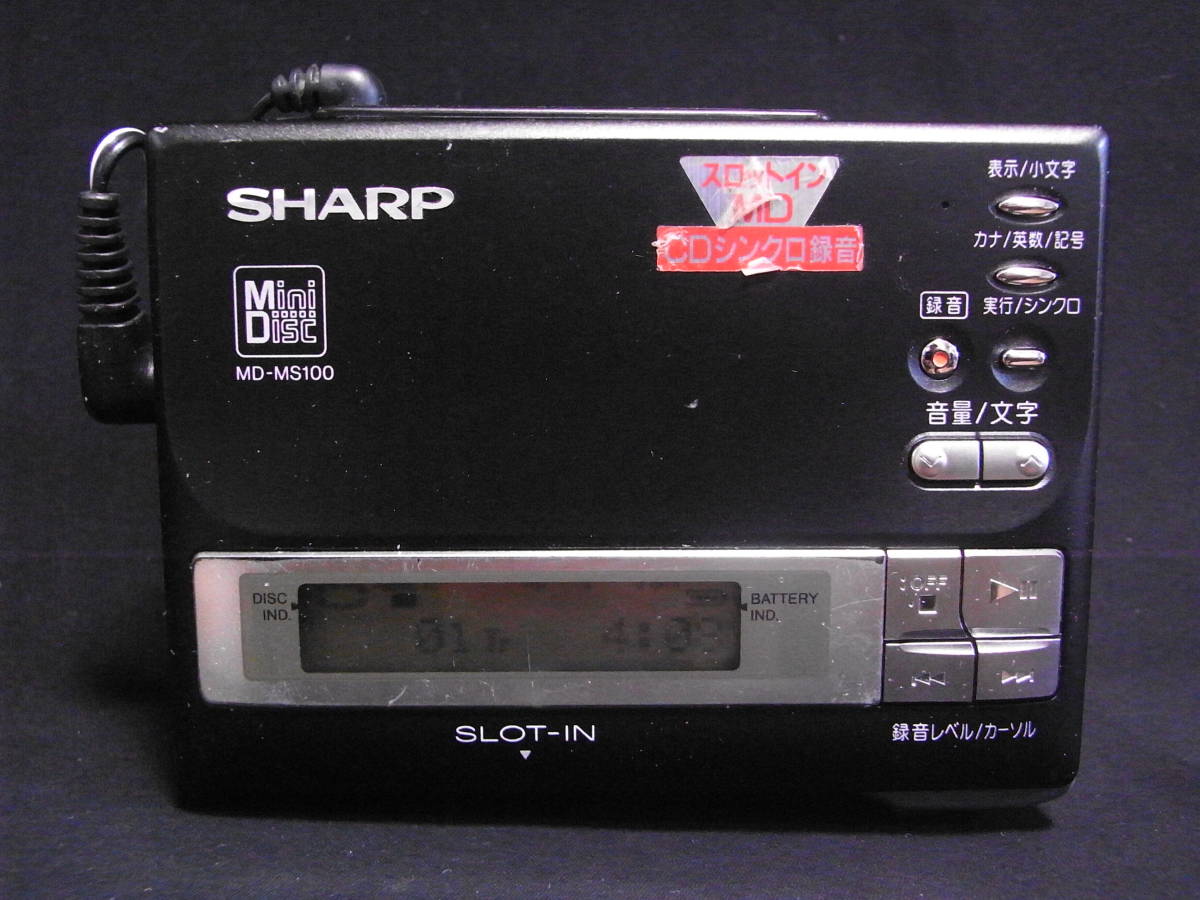 SHARP
Mini
Disc
MD-MS100
スロットイン
MD
CDシンクロ録音
表示/小文字
カナ/英数/記号
録音
実行/シンクロ
音量/文字
DISC
IND.
01 Tr 4:09
BATTERY
IND.
:OFF
録音レベル/カーソル
SLOT-IN